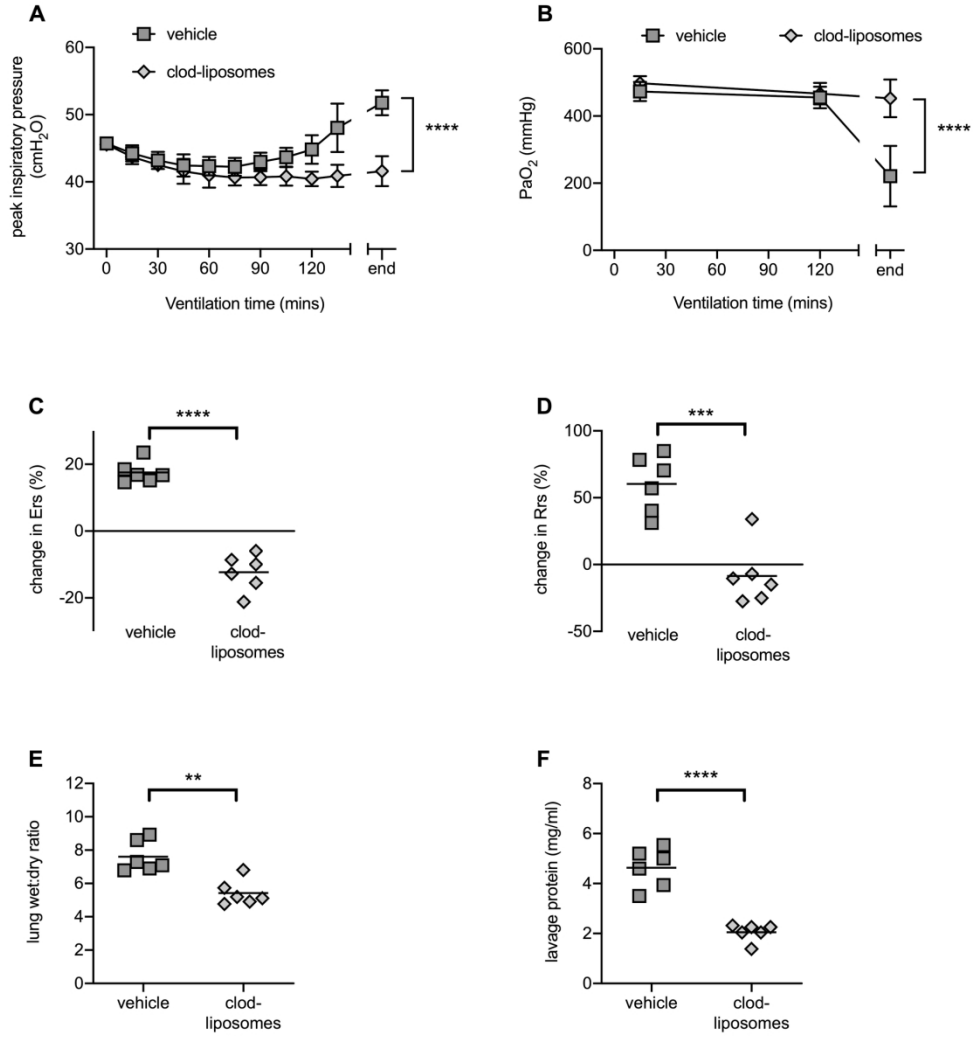 A
vehicle
clod-liposomes
60
50
40
30
peak inspiratory pressure
(cmH2O)
****
0
30
60
90
120
end
Ventilation time (mins)
B
vehicle
clod-liposomes
600
400
200
0
PaO2 (mmHg)
****
0
30
60
90
120
end
Ventilation time (mins)
C
****
20
0
-20
change in Ers (%)
vehicle
clod-
liposomes
D
***
100
50
0
-50
change in Rrs (%)
vehicle
clod-
liposomes
E
**
12
10
8
6
4
2
0
lung wet:dry ratio
vehicle
clod-
liposomes
F
****
8
6
4
2
0
lavage protein (mg/ml)
vehicle
clod-
liposomes